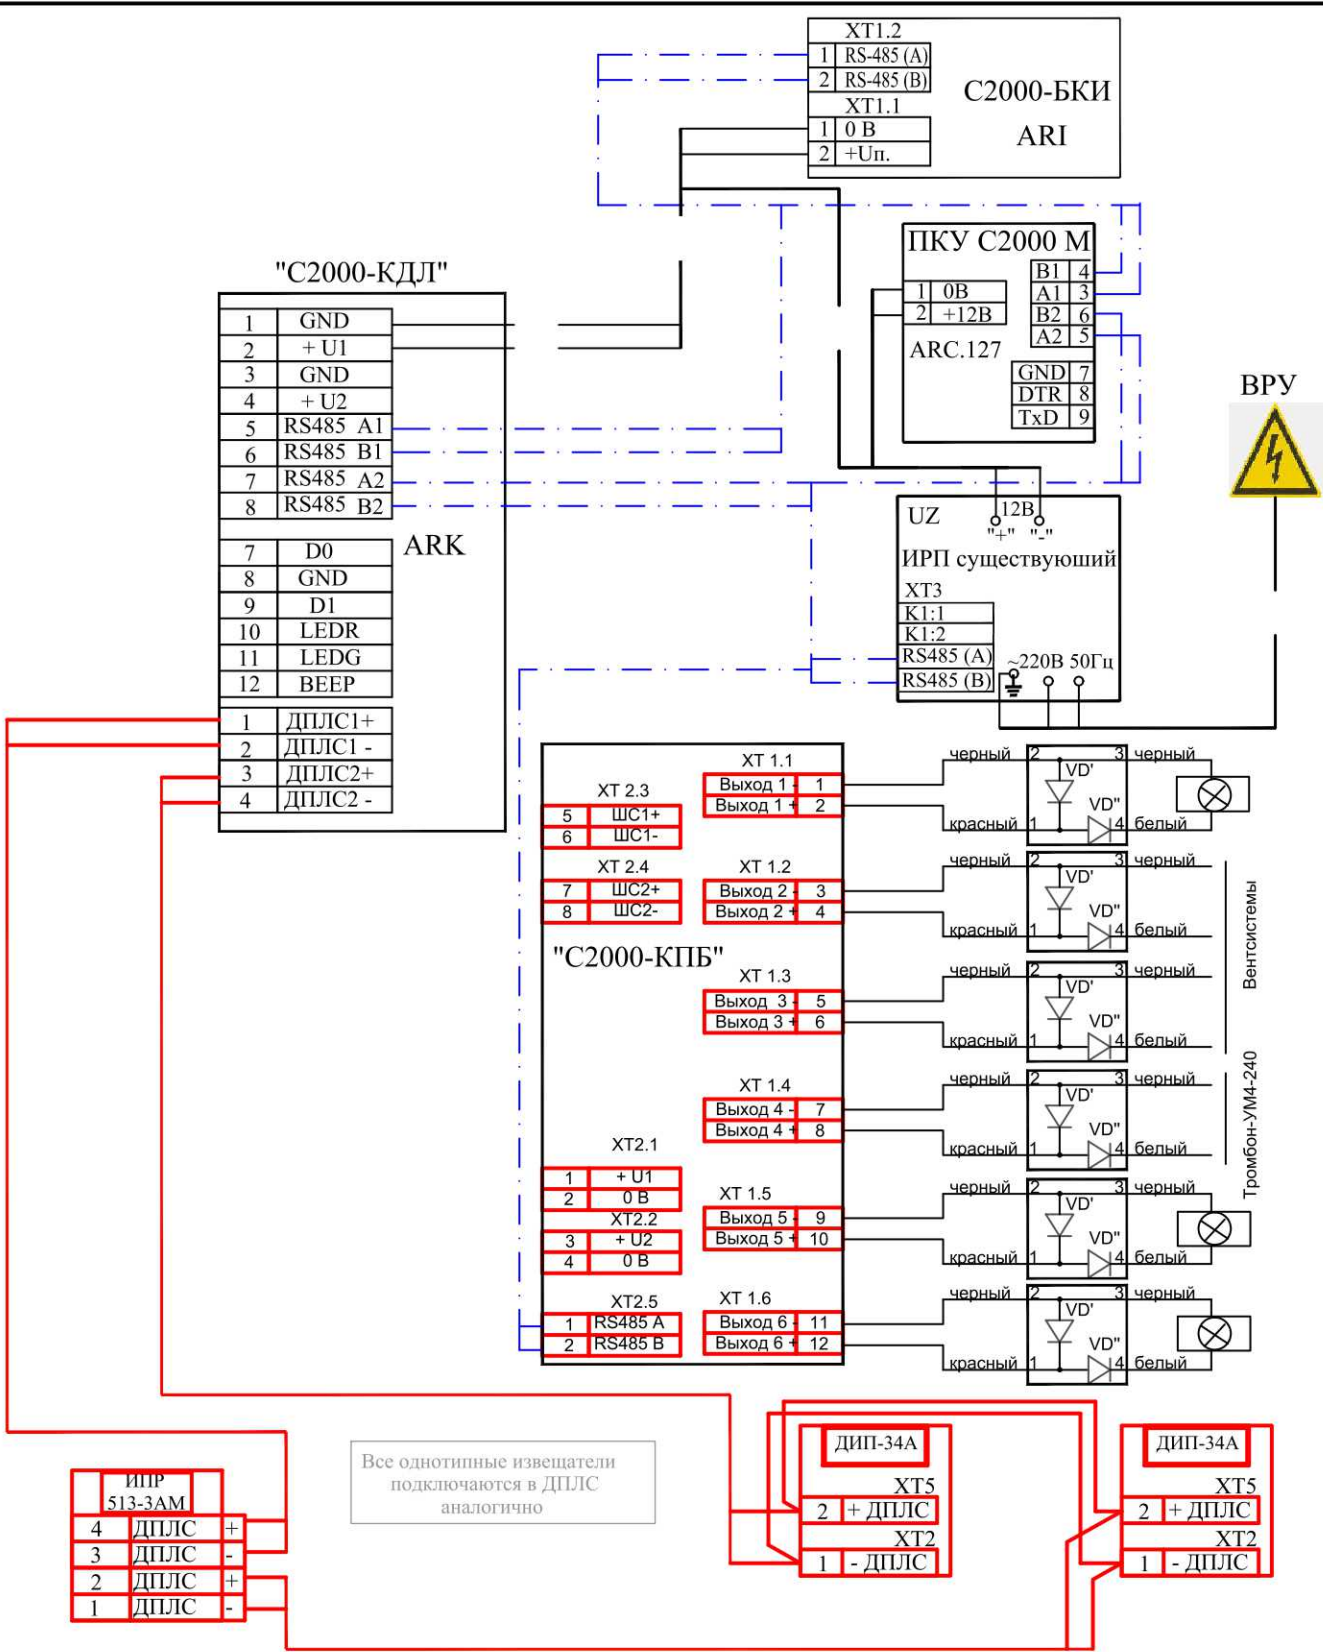 XT1.2
1 RS-485 (A)
2 RS-485 (B)
XT1.1
1 0 В
2 +Uп.
С2000-БКИ
ARI
ПКУ С2000 М
B1 4
A1 3
B2 6
A2 5
1 0В
2 +12В
ARC.127
GND 7
DTR 8
TxD 9
"С2000-КДЛ"
1 GND
2 + U1
3 GND
4 + U2
5 RS485 A1
6 RS485 B1
7 RS485 A2
8 RS485 B2
ARK
7 D0
8 GND
9 D1
10 LEDR
11 LEDG
12 BEEP
1 ДПЛС1+
2 ДПЛС1 -
3 ДПЛС2+
4 ДПЛС2 -
ВРУ
UZ
12В
"+" "-"
ИРП существуюший
XT3
K1:1
K1:2
RS485 (A)
RS485 (B)
~220В 50Гц
"С2000-КПБ"
XT 2.3
5 ШС1+
6 ШС1-
XT 2.4
7 ШС2+
8 ШС2-
XT2.1
1 + U1
2 0 В
XT2.2
3 + U2
4 0 В
XT2.5
1 RS485 A
2 RS485 B
XT 1.1
Выход 1 - 1
Выход 1 + 2
XT 1.2
Выход 2 - 3
Выход 2 + 4
XT 1.3
Выход 3 - 5
Выход 3 + 6
XT 1.4
Выход 4 - 7
Выход 4 + 8
XT 1.5
Выход 5 - 9
Выход 5 + 10
XT 1.6
Выход 6 - 11
Выход 6 + 12
черный 2 3 черный
VD'
VD"
красный 1 4 белый
черный 2 3 черный
VD'
VD"
красный 1 4 белый
черный 2 3 черный
VD'
VD"
красный 1 4 белый
черный 2 3 черный
VD'
VD"
красный 1 4 белый
черный 2 3 черный
VD'
VD"
красный 1 4 белый
черный 2 3 черный
VD'
VD"
красный 1 4 белый
Вентсистемы
Тромбон-УМ4-240
ИПР
513-3АМ
4 ДПЛС +
3 ДПЛС -
2 ДПЛС +
1 ДПЛС -
Все однотипные извещатели
подключаются в ДПЛС
аналогично
ДИП-34А
XT5
2 + ДПЛС
XT2
1 - ДПЛС
ДИП-34А
XT5
2 + ДПЛС
XT2
1 - ДПЛС